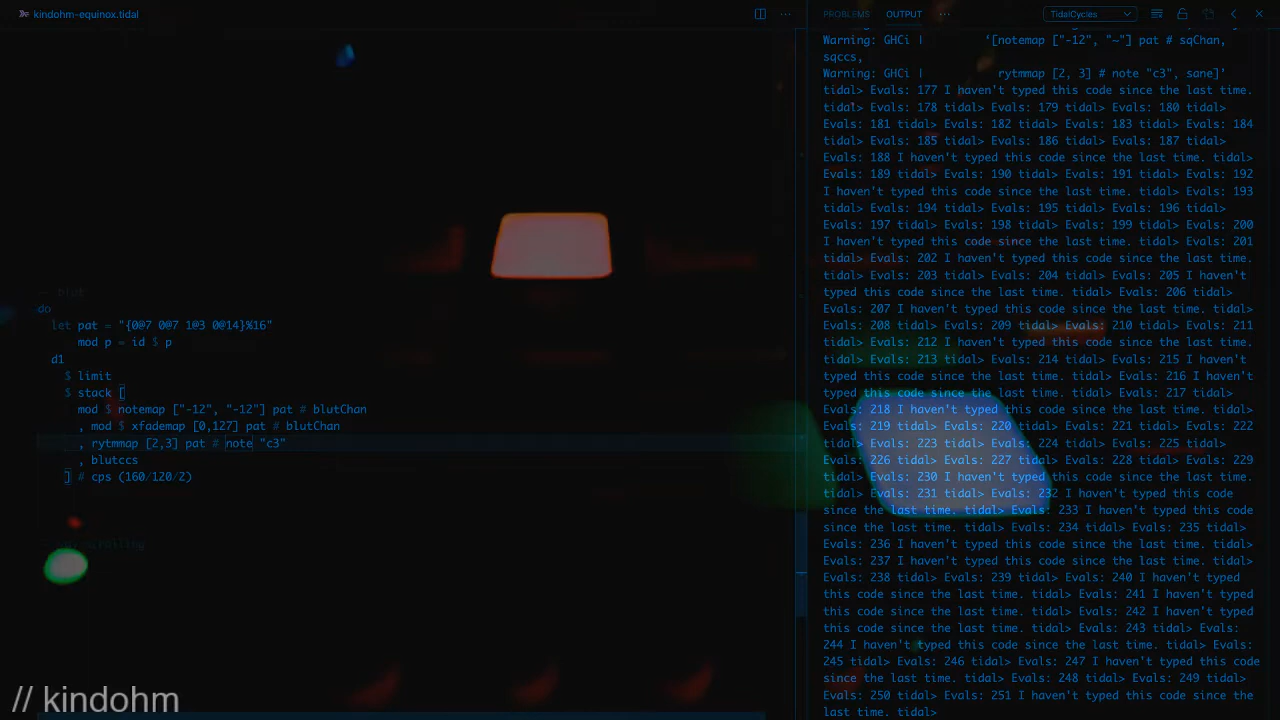 kindohm-equinox.tidal
-- blut
do
let pat = "{0@7 0@7 1@3 0@14}%16"
mod p = id $ p
d1
$ limit
$ stack [
mod $ notemap ["-12", "-12"] pat # blutChan
, mod $ xfademap [0,127] pat # blutChan
, rytmmap [2,3] pat # note "c3"
, blutccs
] # cps (160/120/2)
// kindohm
PROBLEMS OUTPUT ··· TidalCycles
Warning: GHCi | '[notemap ["-12", "~"] pat # sqChan,
sqccs,
Warning: GHCi | rytmmap [2, 3] # note "c3", sane]'
tidal> Evals: 177 I haven't typed this code since the last time.
tidal> Evals: 178 tidal> Evals: 179 tidal> Evals: 180 tidal>
Evals: 181 tidal> Evals: 182 tidal> Evals: 183 tidal> Evals: 184
tidal> Evals: 185 tidal> Evals: 186 tidal> Evals: 187 tidal>
Evals: 188 I haven't typed this code since the last time. tidal>
Evals: 189 tidal> Evals: 190 tidal> Evals: 191 tidal> Evals: 192
I haven't typed this code since the last time. tidal> Evals: 193
tidal> Evals: 194 tidal> Evals: 195 tidal> Evals: 196 tidal>
Evals: 197 tidal> Evals: 198 tidal> Evals: 199 tidal> Evals: 200
I haven't typed this code since the last time. tidal> Evals: 201
tidal> Evals: 202 I haven't typed this code since the last time.
tidal> Evals: 203 tidal> Evals: 204 tidal> Evals: 205 I haven't
typed this code since the last time. tidal> Evals: 206 tidal>
Evals: 207 I haven't typed this code since the last time. tidal>
Evals: 208 tidal> Evals: 209 tidal> Evals: 210 tidal> Evals: 211
tidal> Evals: 212 I haven't typed this code since the last time.
tidal> Evals: 213 tidal> Evals: 214 tidal> Evals: 215 I haven't
typed this code since the last time. tidal> Evals: 216 tidal>
Evals: 217 I haven't typed this code since the last time. tidal>
Evals: 218 I haven't typed this code since the last time. tidal>
Evals: 219 tidal> Evals: 220 tidal> Evals: 221 tidal> Evals: 222
tidal> Evals: 223 tidal> Evals: 224 tidal> Evals: 225 tidal>
Evals: 226 tidal> Evals: 227 tidal> Evals: 228 tidal> Evals: 229
tidal> Evals: 230 I haven't typed this code since the last time.
tidal> Evals: 231 tidal> Evals: 232 I haven't typed this code
since the last time. tidal> Evals: 233 I haven't typed this code
since the last time. tidal> Evals: 234 tidal> Evals: 235 tidal>
Evals: 236 I haven't typed this code since the last time. tidal>
Evals: 237 I haven't typed this code since the last time. tidal>
Evals: 238 tidal> Evals: 239 tidal> Evals: 240 I haven't typed
this code since the last time. tidal> Evals: 241 I haven't typed
this code since the last time. tidal> Evals: 242 I haven't typed
this code since the last time. tidal> Evals: 243 tidal> Evals:
244 I haven't typed this code since the last time. tidal> Evals:
245 tidal> Evals: 246 tidal> Evals: 247 I haven't typed this code
since the last time. tidal> Evals: 248 tidal> Evals: 249 tidal>
Evals: 250 tidal> Evals: 251 I haven't typed this code since the
last time. tidal>